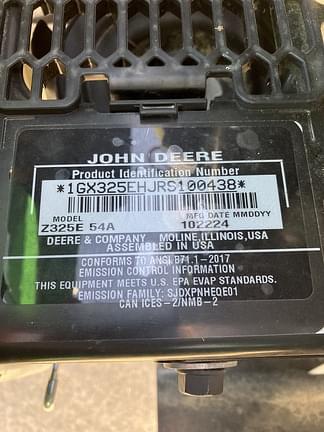 JOHN DEERE
Product Identification Number
*1GX325EHJRS100438*
MODEL MFG DATE MMDDYY
Z325E 54A 102224
DEERE & COMPANY MOLINE ILLINOIS, USA
ASSEMBLED IN USA
CONFORMS TO ANSI B71.1-2017
EMISSION CONTROL INFORMATION
THIS EQUIPMENT MEETS U.S. EPA EVAP STANDARDS.
EMISSION FAMILY: SJDXPNHEQE01
CAN ICES-2/NMB-2